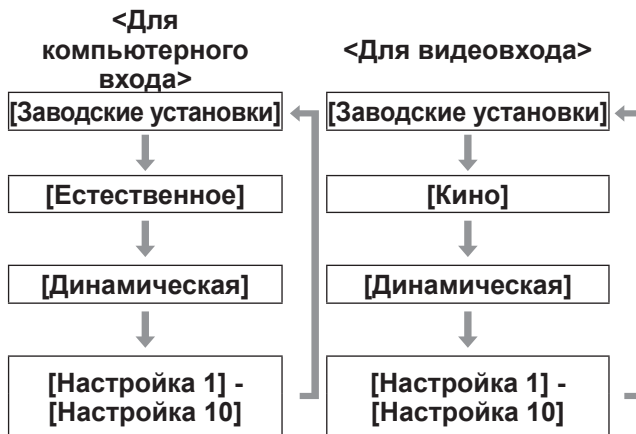 <Для
компьютерного
входа>
[Заводские установки]
[Естественное]
[Динамическая]
[Настройка 1] -
[Настройка 10]
<Для видеовхода>
[Заводские установки]
[Кино]
[Динамическая]
[Настройка 1] -
[Настройка 10]